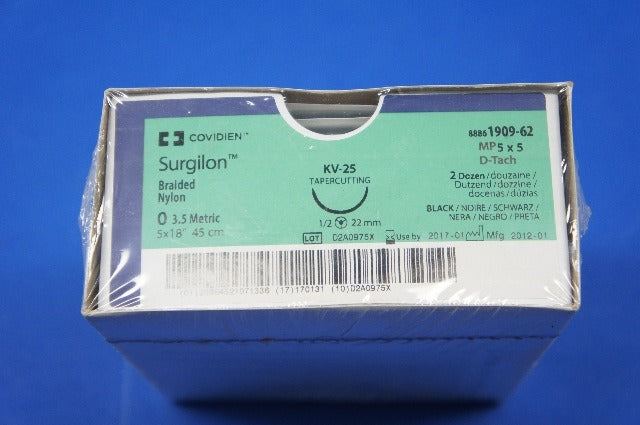 COVIDIEN™
Surgilon™
Braided
Nylon
0 3.5 Metric
5x18" 45 cm
KV-25
TAPERCUTTING
1/2 22 mm
LOT D2A0975X
8886 1909-62
MP 5 x 5
D-Tach
2 Dozen / douzaine /
Dutzend / dozzine /
docenas / dúzias
BLACK / NOIRE / SCHWARZ /
NERA / NEGRO / PRETA
Use by 2017-01 Mfg. 2012-01
071336 (17)170131 (10)D2A0975X